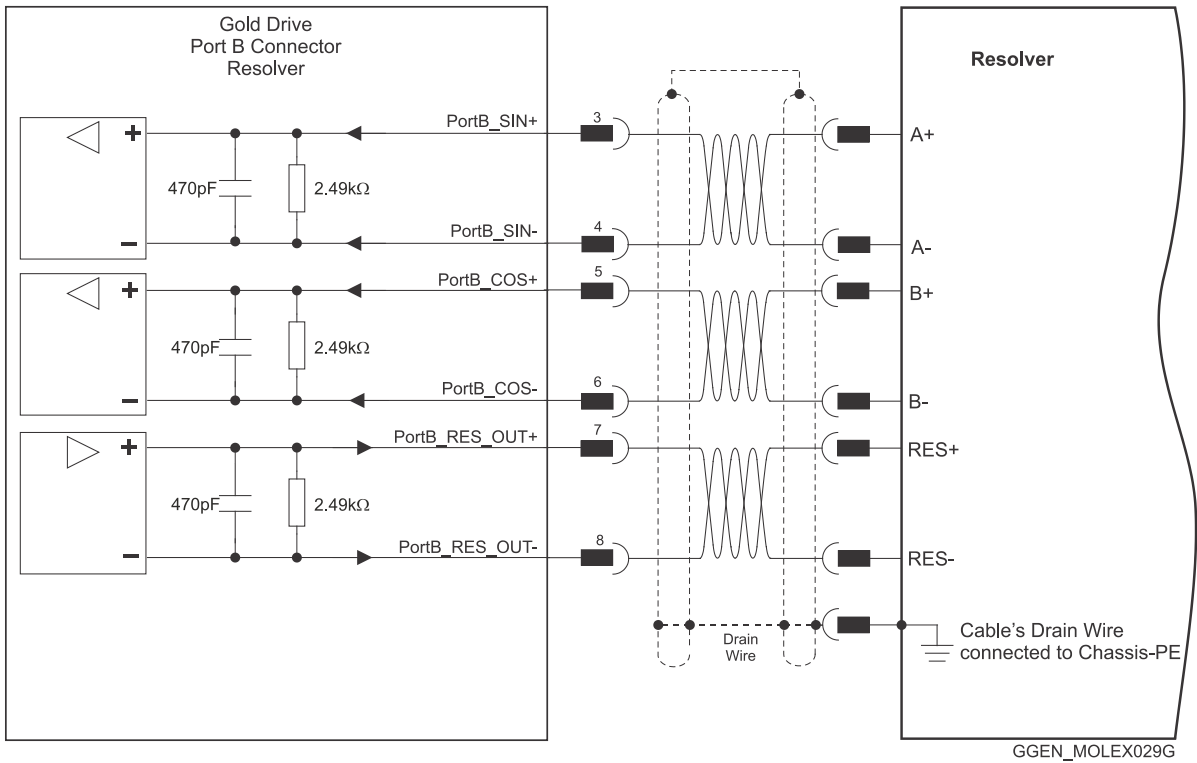 Gold Drive
Port B Connector
Resolver
Resolver
PortB_SIN+
3
A+
+
470pF
2.49kΩ
PortB_SIN-
4
A-
−
PortB_COS+
5
B+
+
470pF
2.49kΩ
PortB_COS-
6
B-
−
PortB_RES_OUT+
7
RES+
+
470pF
2.49kΩ
PortB_RES_OUT-
8
RES-
−
Drain
Wire
Cable's Drain Wire
connected to Chassis-PE
GGEN_MOLEX029G